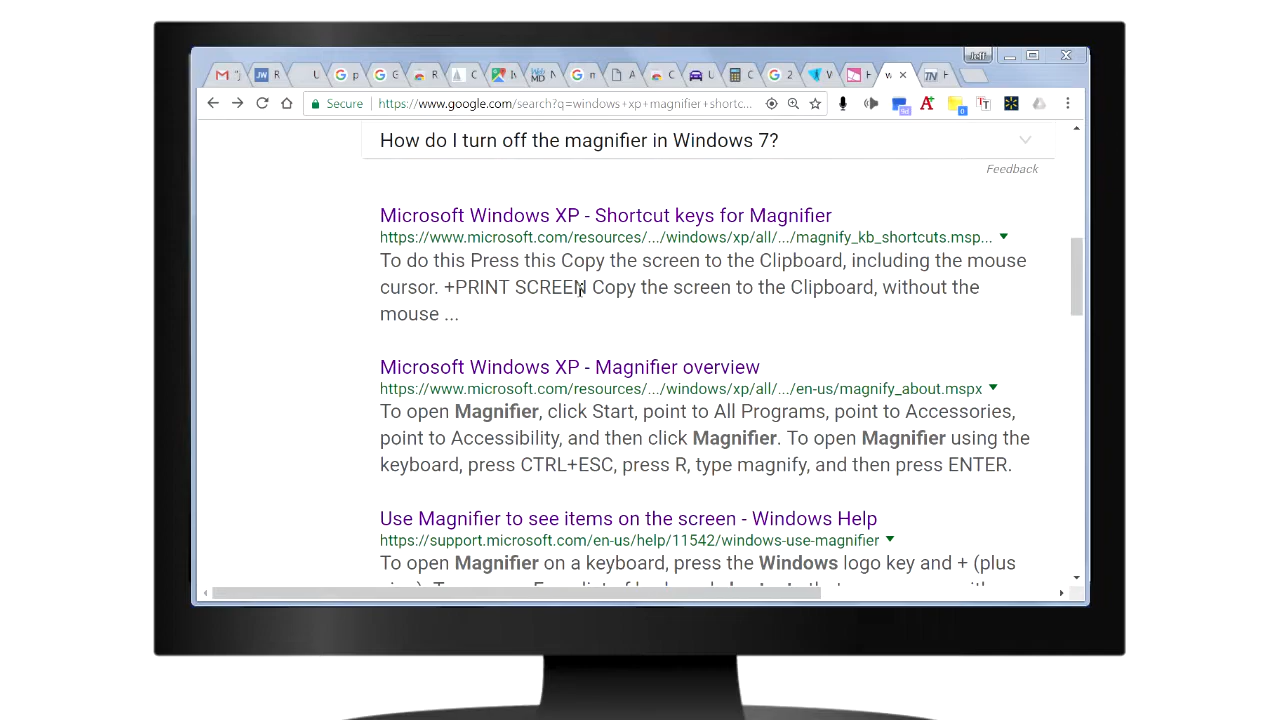 Jeff
Secure https://www.google.com/search?q=windows+xp+magnifier+shortc...
How do I turn off the magnifier in Windows 7?
Feedback
Microsoft Windows XP - Shortcut keys for Magnifier
https://www.microsoft.com/resources/.../windows/xp/all/.../magnify_kb_shortcuts.msp...
To do this Press this Copy the screen to the Clipboard, including the mouse
cursor. +PRINT SCREEN Copy the screen to the Clipboard, without the
mouse ...
Microsoft Windows XP - Magnifier overview
https://www.microsoft.com/resources/.../windows/xp/all/.../en-us/magnify_about.mspx
To open Magnifier, click Start, point to All Programs, point to Accessories,
point to Accessibility, and then click Magnifier. To open Magnifier using the
keyboard, press CTRL+ESC, press R, type magnify, and then press ENTER.
Use Magnifier to see items on the screen - Windows Help
https://support.microsoft.com/en-us/help/11542/windows-use-magnifier
To open Magnifier on a keyboard, press the Windows logo key and + (plus